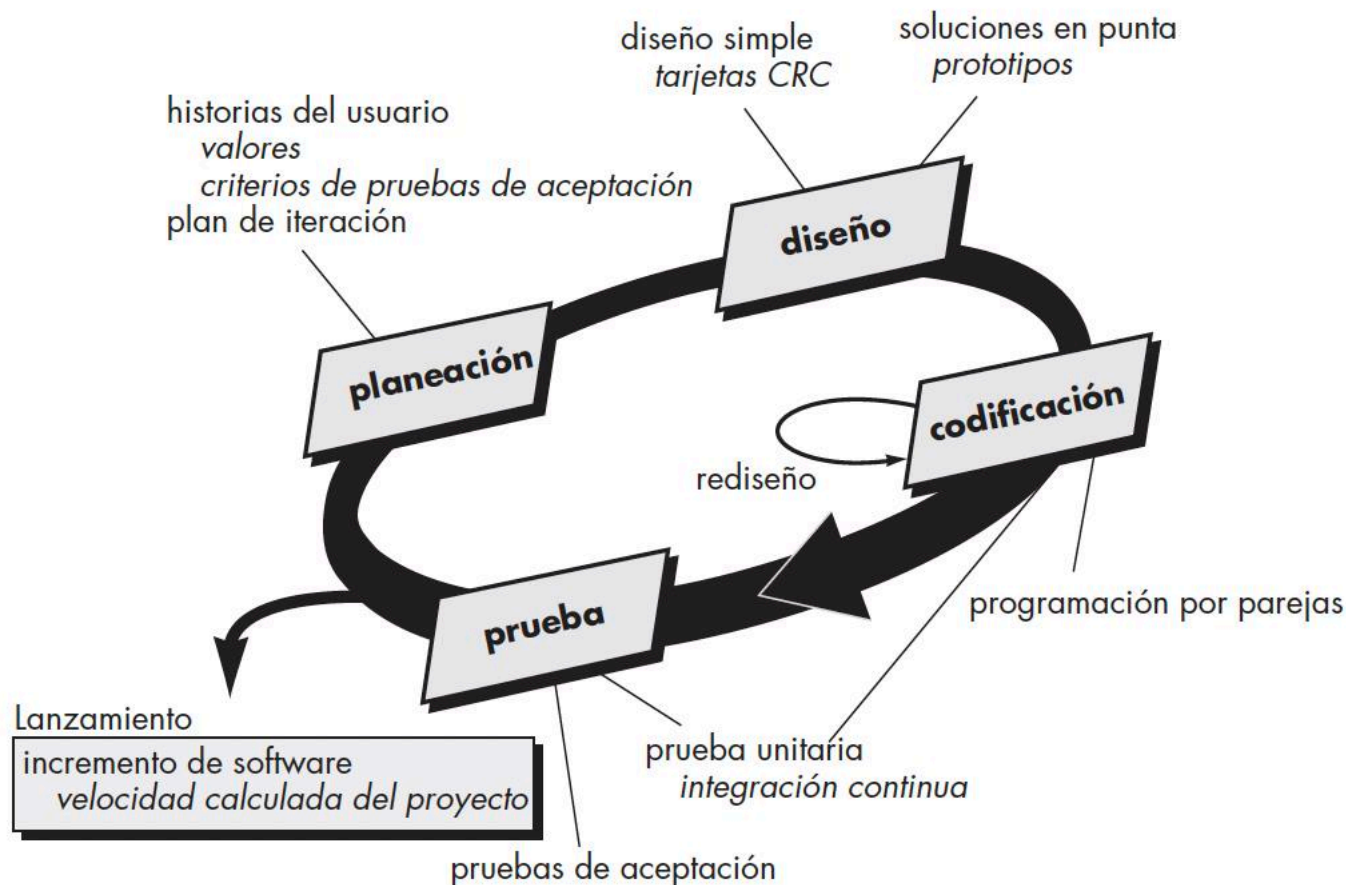 diseño simple
tarjetas CRC
soluciones en punta
prototipos
historias del usuario
valores
criterios de pruebas de aceptación
plan de iteración
diseño
planeación
codificación
rediseño
programación por parejas
prueba
Lanzamiento
incremento de software
velocidad calculada del proyecto
prueba unitaria
integración continua
pruebas de aceptación